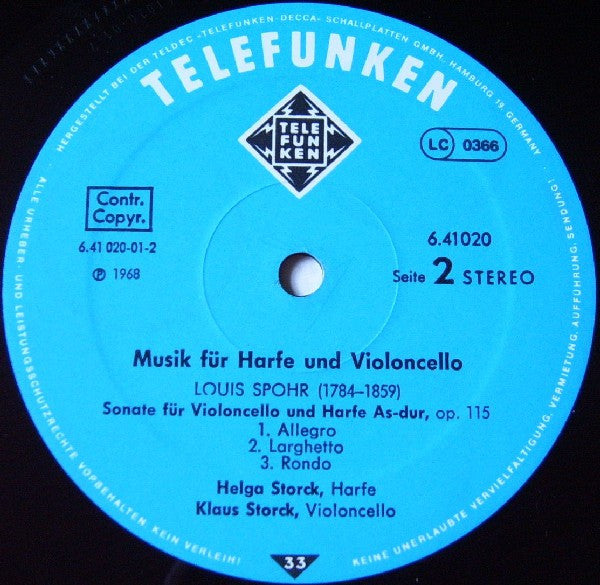 HERGESTELLT BEI DER TELDEC »TELEFUNKEN-DECCA« SCHALLPLATTEN GMBH., HAMBURG 19 GERMANY
TELEFUNKEN
TELE
FUN
KEN
LC 0366
Contr.
Copyr.
6.41 020-01-2
℗ 1968
6.41020
Seite 2 STEREO
Musik für Harfe und Violoncello
LOUIS SPOHR (1784–1859)
Sonate für Violoncello und Harfe As-dur, op. 115
1. Allegro
2. Larghetto
3. Rondo
Helga Storck, Harfe
Klaus Storck, Violoncello
33
ALLE URHEBER- UND LEISTUNGSSCHUTZRECHTE VORBEHALTEN. KEIN VERLEIH!
KEINE UNERLAUBTE VERVIELFÄLTIGUNG, VERMIETUNG, AUFFÜHRUNG, SENDUNG!